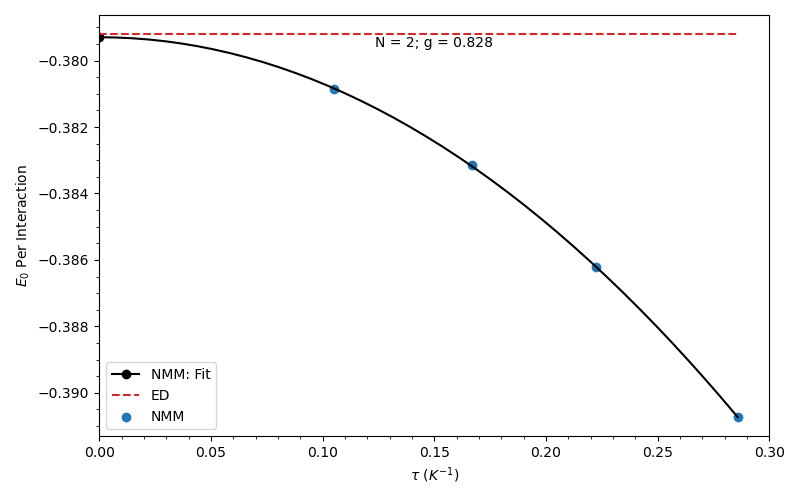 N = 2; g = 0.828
E₀ Per Interaction
−0.380
−0.382
−0.384
−0.386
−0.388
−0.390
NMM: Fit
ED
NMM
0.00 0.05 0.10 0.15 0.20 0.25 0.30
τ (K⁻¹)